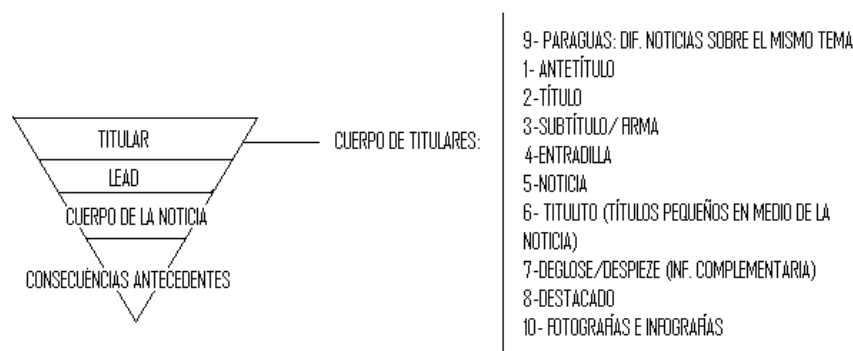 TITULAR
LEAD
CUERPO DE LA NOTICIA
CONSECUENCIAS ANTECEDENTES
CUERPO DE TITULARES:
9- PARAGUAS: DIF. NOTICIAS SOBRE EL MISMO TEMA
1- ANTETÍTULO
2-TÍTULO
3-SUBTÍTULO/ FIRMA
4-ENTRADILLA
5-NOTICIA
6- TITULITO (TÍTULOS PEQUEÑOS EN MEDIO DE LA
NOTICIA)
7-DEGLOSE/DESPIEZE (INF. COMPLEMENTARIA)
8-DESTACADO
10- FOTOGRAFÍAS E INFOGRAFÍAS